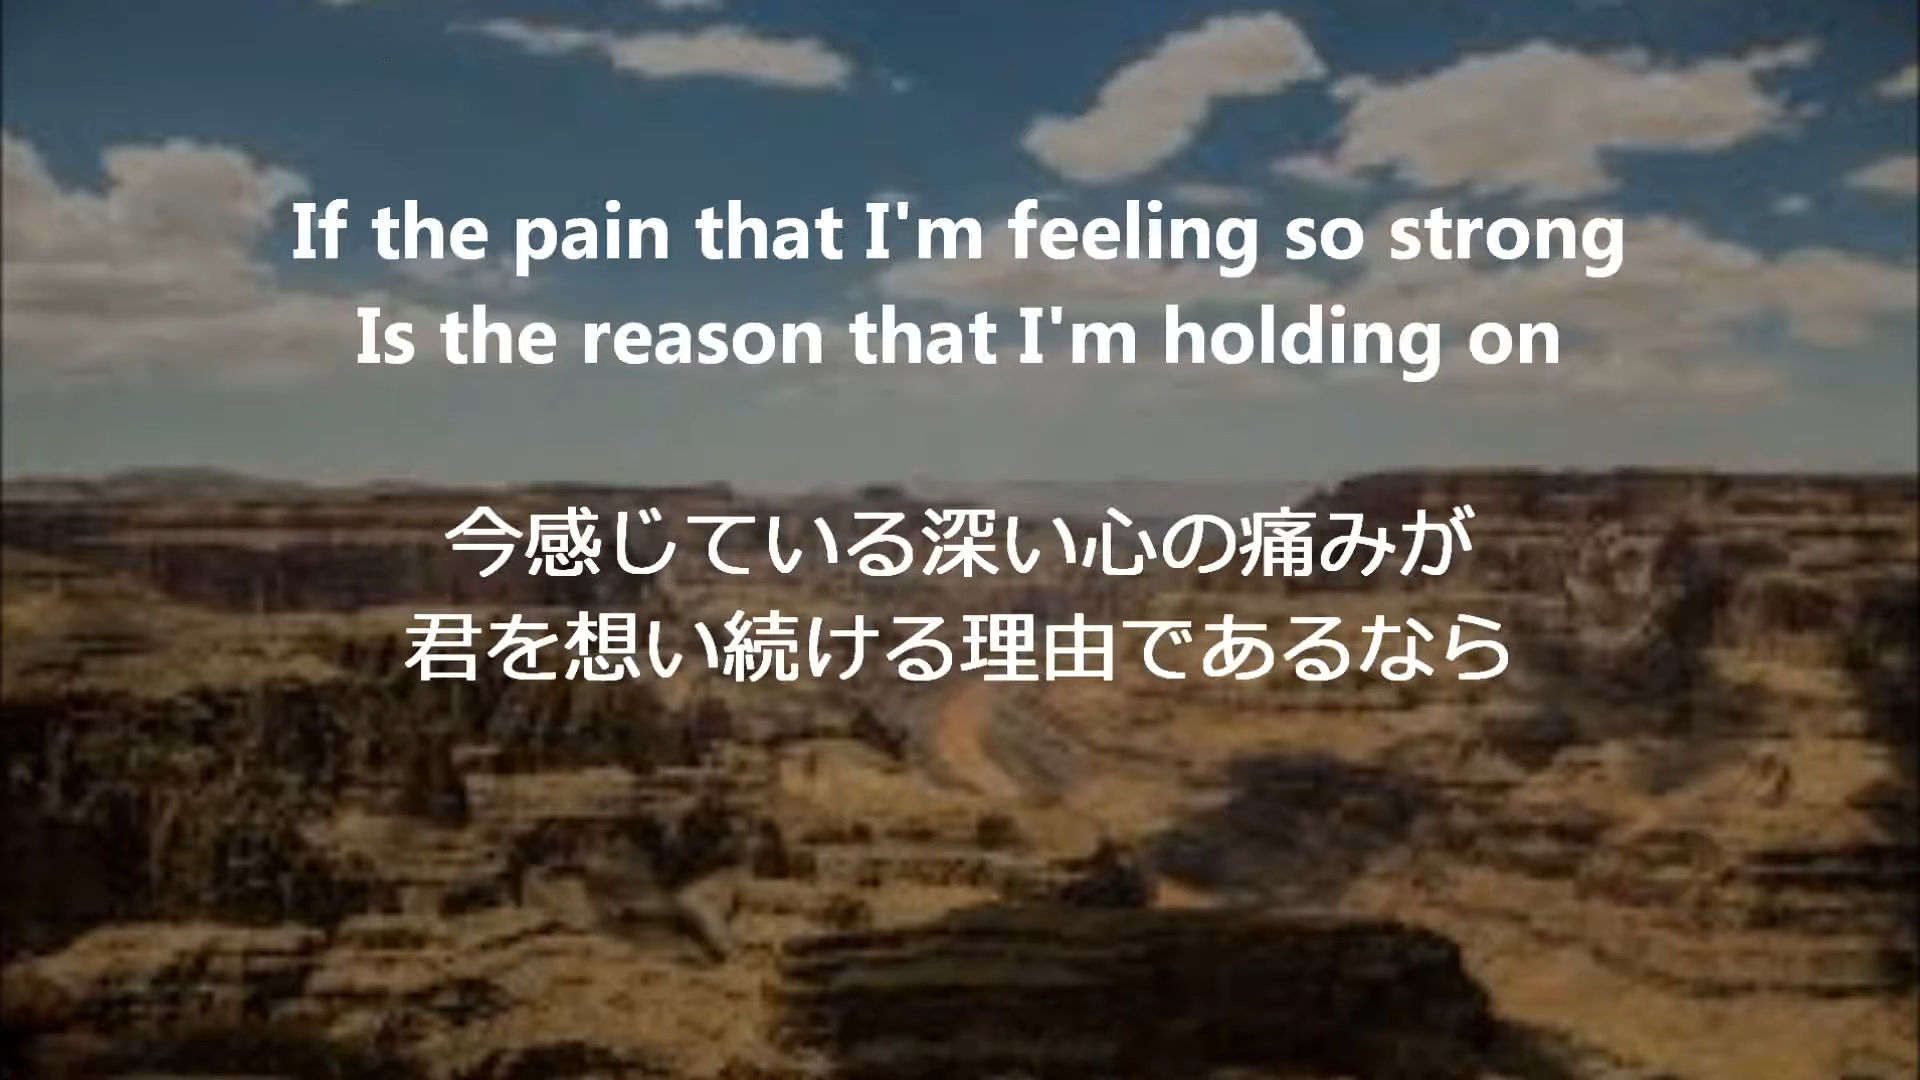 If the pain that I'm feeling so strong
Is the reason that I'm holding on
今感じている深い心の痛みが
君を想い続ける理由であるなら